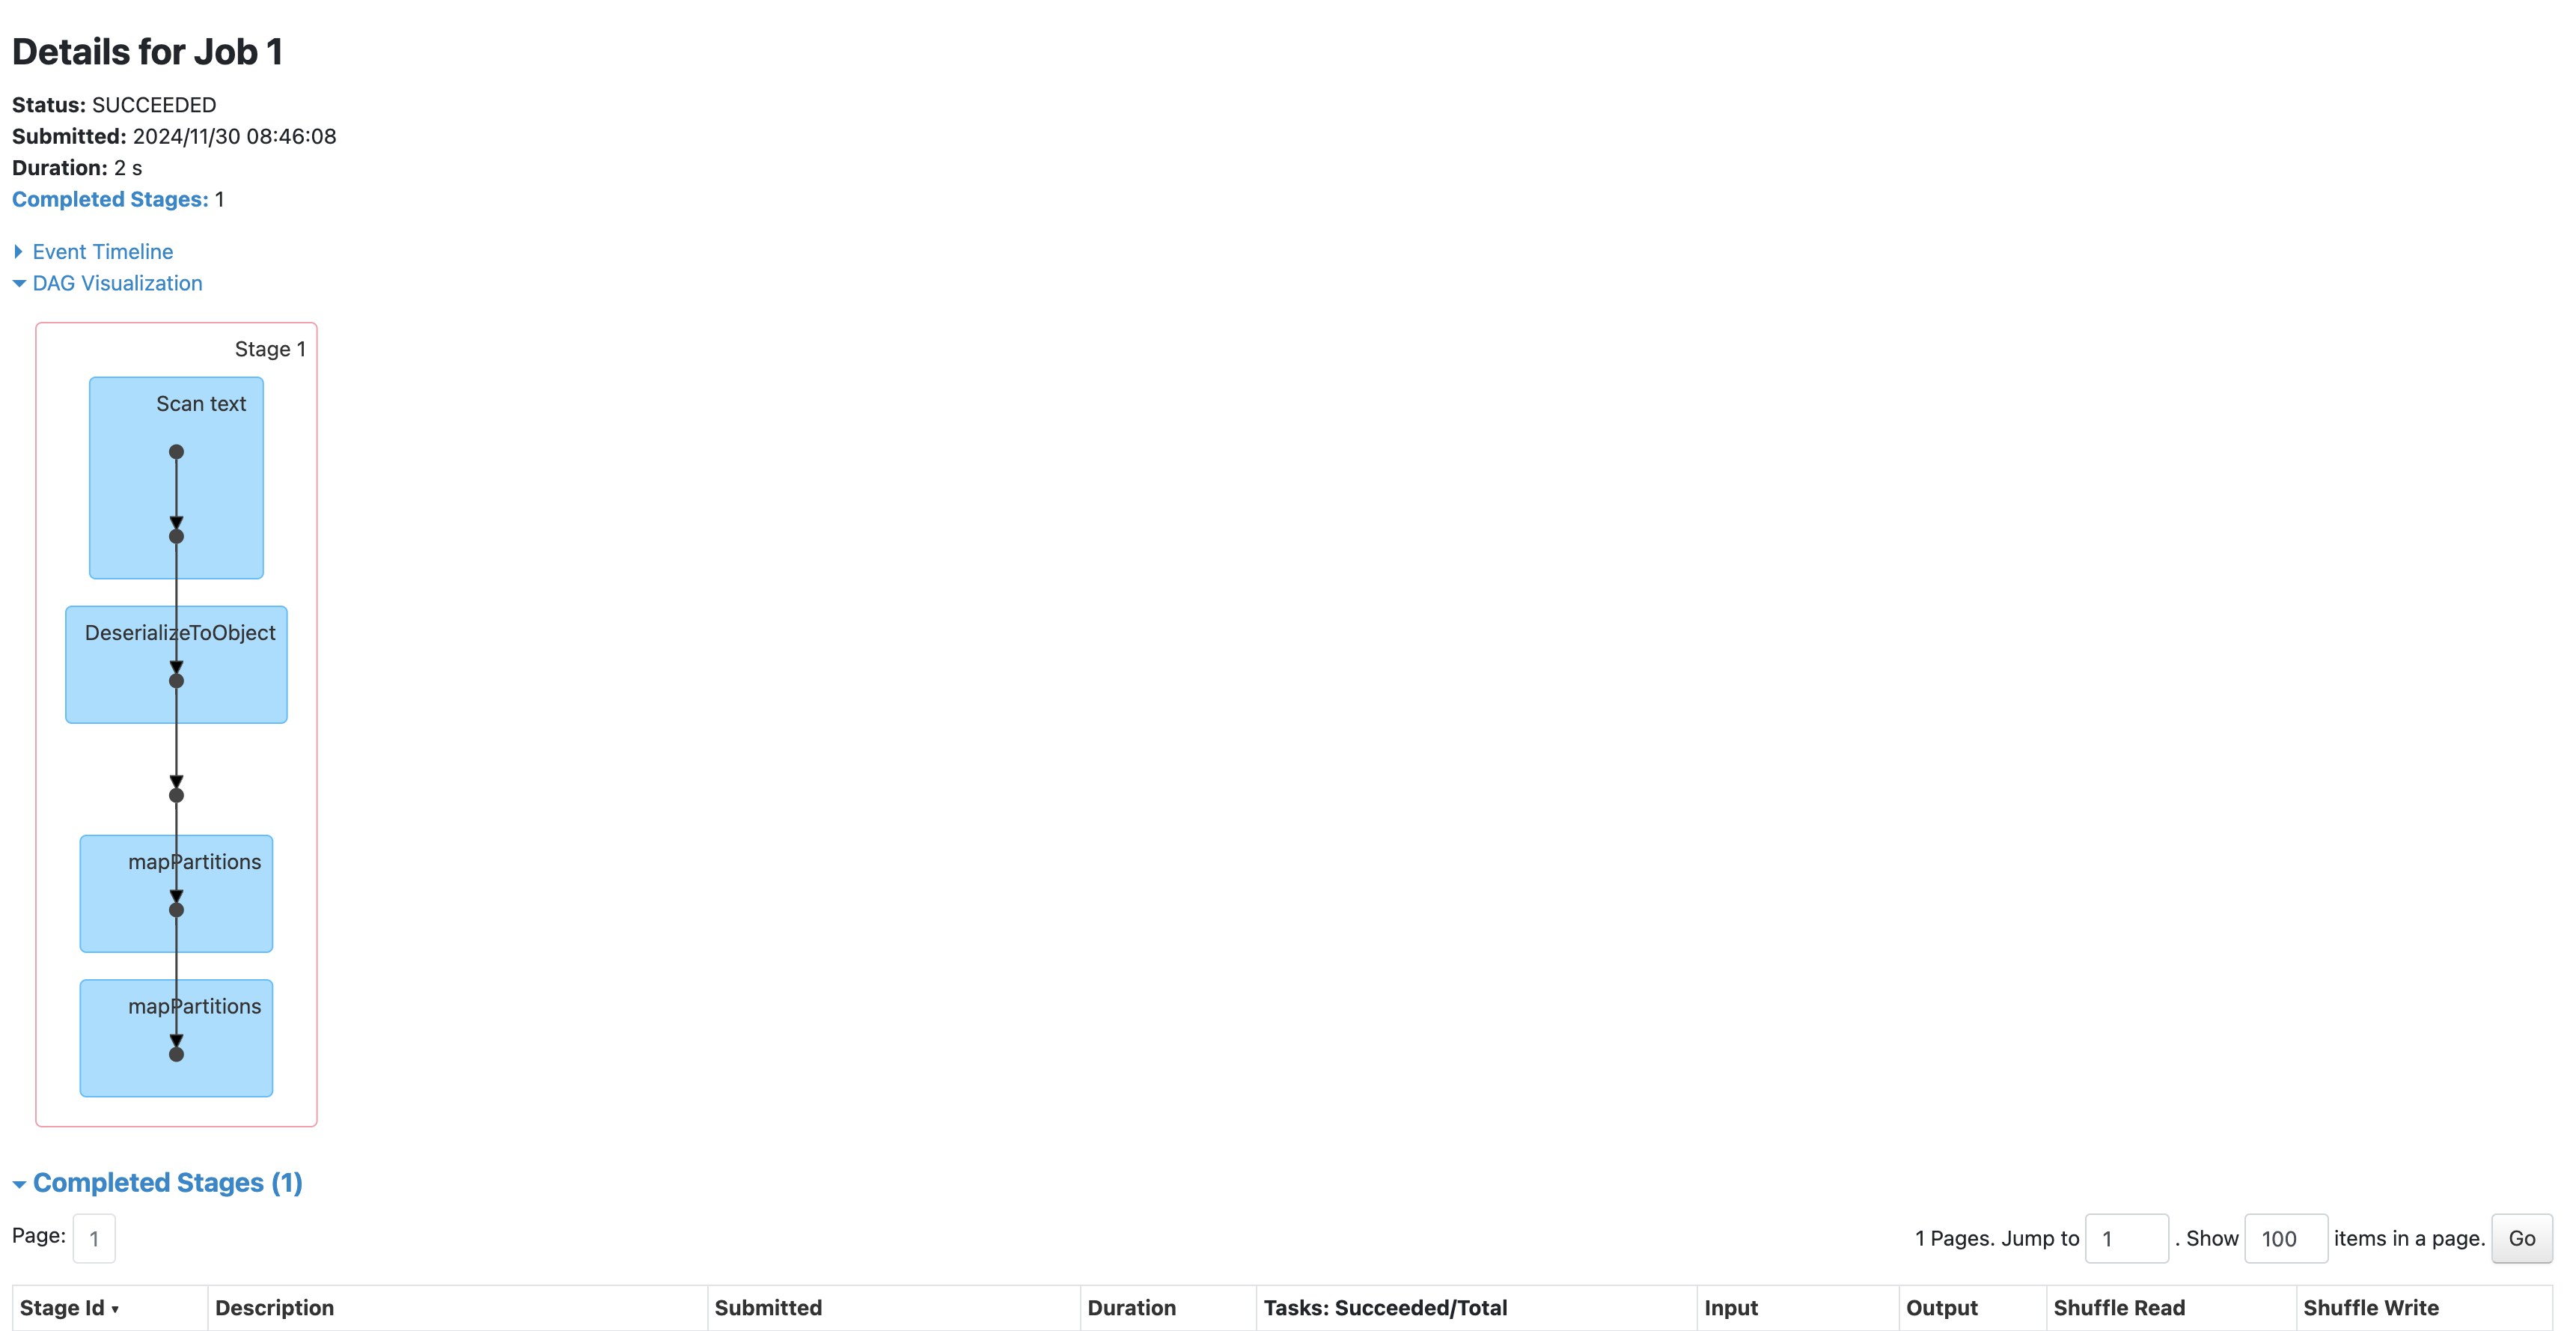 Details for Job 1
Status: SUCCEEDED
Submitted: 2024/11/30 08:46:08
Duration: 2 s
Completed Stages: 1
Event Timeline
DAG Visualization
Stage 1
Scan text
DeserializeToObject
mapPartitions
mapPartitions
Completed Stages (1)
Page: 1
1 Pages. Jump to 1 . Show 100 items in a page. Go
Stage Id ▾ Description Submitted Duration Tasks: Succeeded/Total Input Output Shuffle Read Shuffle Write